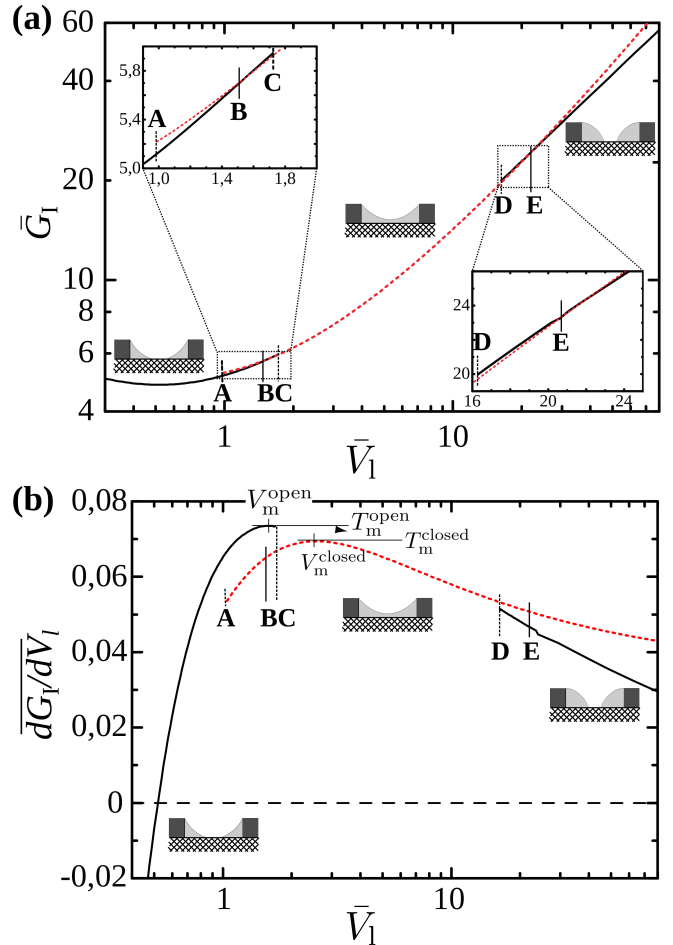 (a)
60
40
20
10
8
6
4
Ḡ_I
5,8
5,4
5,0
1,0 1,4 1,8
A
B
C
A BC
D E
24
20
16 20 24
D
E
1 10
V̄_l
(b)
0,08
0,06
0,04
0,02
0
-0,02
dG_I/dV_l
V_m^open
T_m^open
T_m^closed
V_m^closed
A BC
D E
1 10
V̄_l